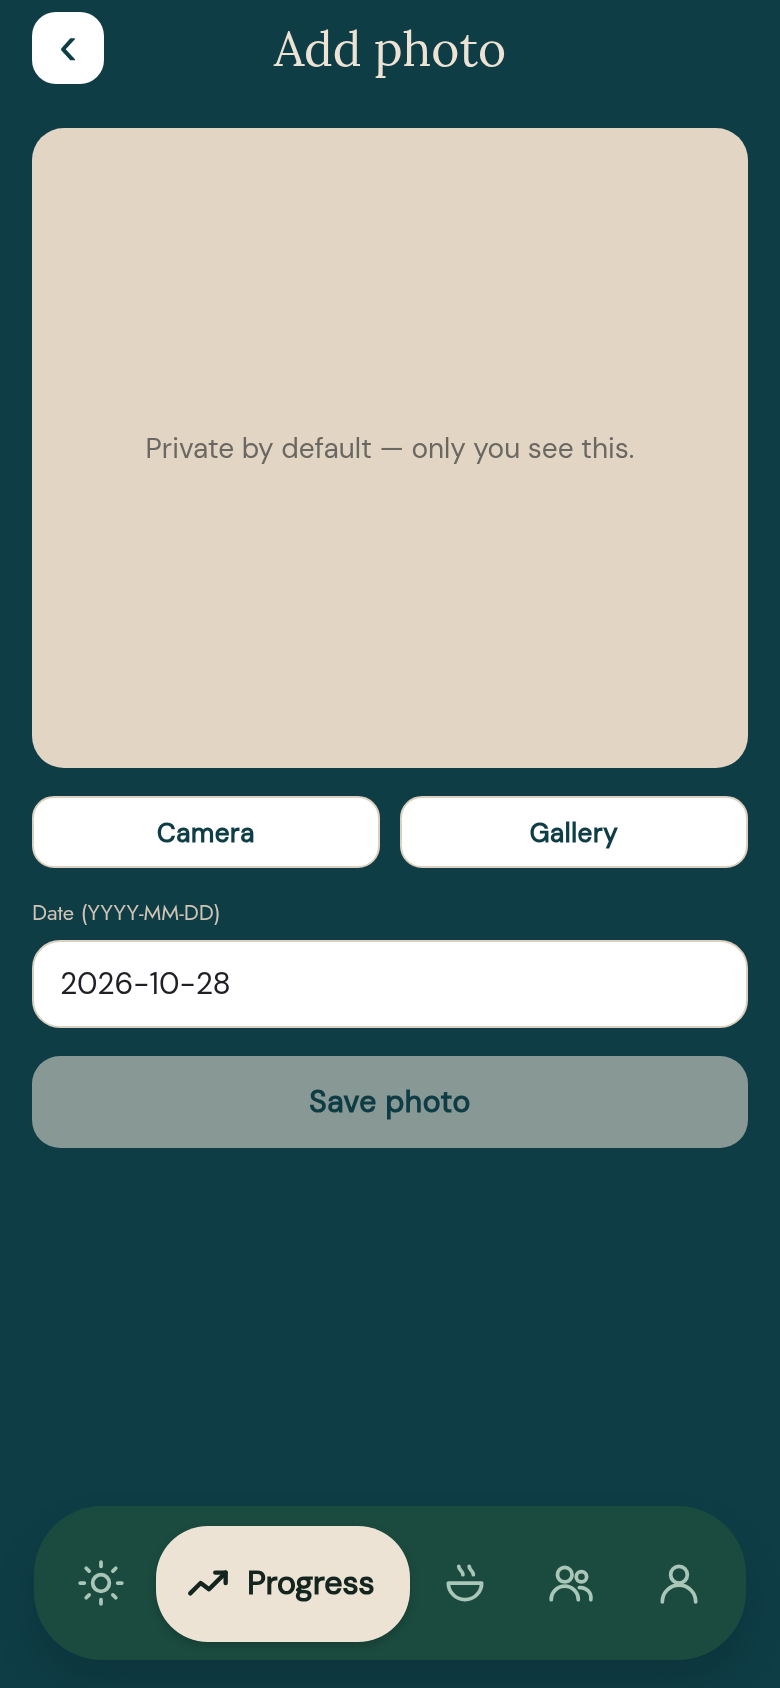 Add photo
Private by default — only you see this.
Camera
Gallery
Date (YYYY-MM-DD)
2026-10-28
Save photo
Progress